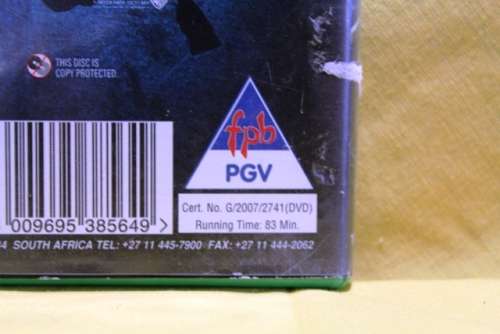 THIS DISC IS
COPY PROTECTED.
fpb
PGV
Cert. No. G/2007/2741(DVD)
Running Time: 83 Min.
009695 385649 >
SOUTH AFRICA TEL: +27 11 445-7900 FAX: +27 11 444-2062